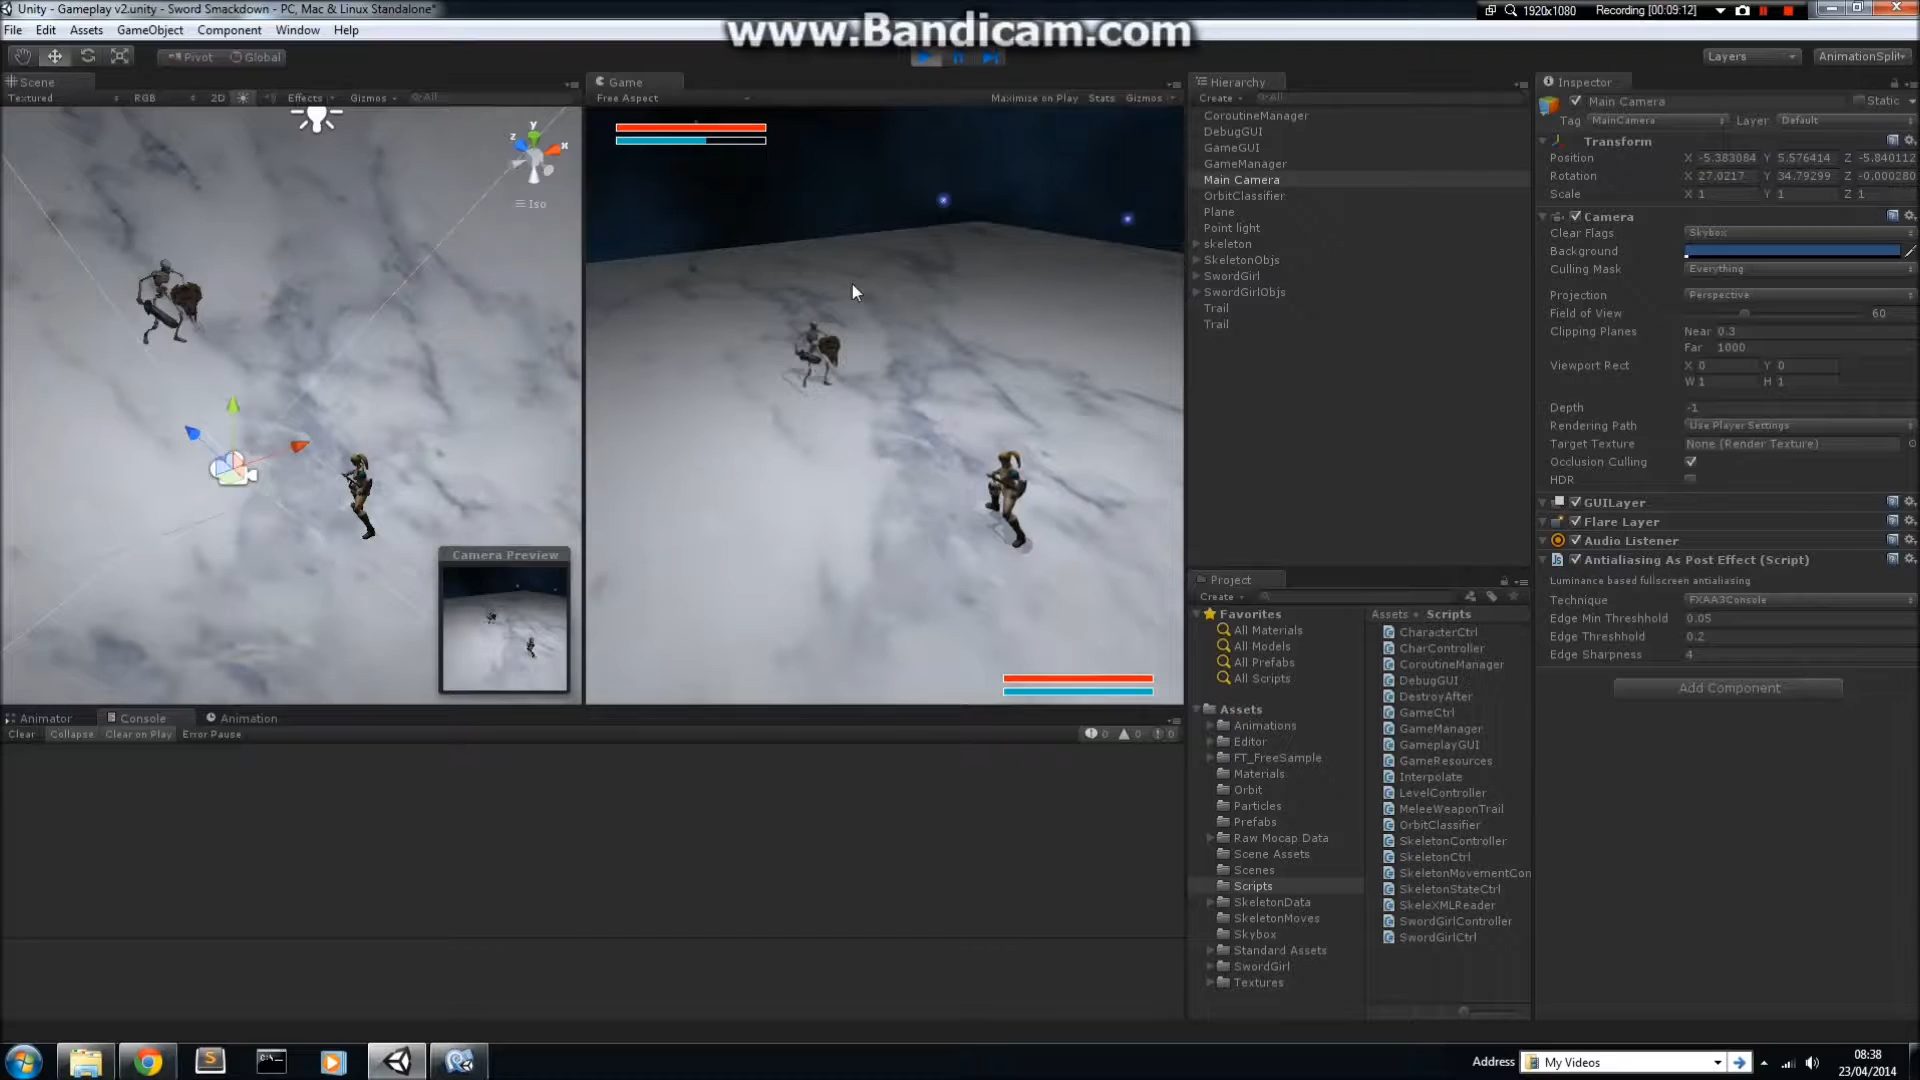 Unity - Gameplay v2.unity - Sword Smackdown - PC, Mac & Linux Standalone*
1920x1080
Recording [00:09:12]
www.Bandicam.com
File Edit Assets GameObject Component Window Help
Pivot Global
Layers
AnimationSplit
Scene
Textured RGB 2D Effects Gizmos All
y
z
x
Iso
Camera Preview
Game
Free Aspect
Maximize on Play Stats Gizmos
Hierarchy
Create All
CoroutineManager
DebugGUI
GameGUI
GameManager
Main Camera
OrbitClassifier
Plane
Point light
skeleton
SkeletonObjs
SwordGirl
SwordGirlObjs
Trail
Trail
Inspector
Main Camera Static
Tag MainCamera Layer Default
Transform
Position X -5.383084 Y 5.576414 Z -5.840112
Rotation X 27.0217 Y 34.79299 Z -0.000280
Scale X 1 Y 1 Z 1
Camera
Clear Flags Skybox
Background
Culling Mask Everything
Projection Perspective
Field of View 60
Clipping Planes Near 0.3
Far 1000
Viewport Rect X 0 Y 0
W 1 H 1
Depth -1
Rendering Path Use Player Settings
Target Texture None (Render Texture)
Occlusion Culling
HDR
GUILayer
Flare Layer
Audio Listener
Antialiasing As Post Effect (Script)
Luminance based fullscreen antialiasing
Technique FXAA3Console
Edge Min Threshhold 0.05
Edge Threshhold 0.2
Edge Sharpness 4
Add Component
Project
Create
Favorites
All Materials
All Models
All Prefabs
All Scripts
Assets
Animations
Editor
FT_FreeSample
Materials
Orbit
Particles
Prefabs
Raw Mocap Data
Scene Assets
Scenes
Scripts
SkeletonData
SkeletonMoves
Skybox
Standard Assets
SwordGirl
Textures
Assets Scripts
CharacterCtrl
CharController
CoroutineManager
DebugGUI
DestroyAfter
GameCtrl
GameManager
GameplayGUI
GameResources
Interpolate
LevelController
MeleeWeaponTrail
OrbitClassifier
SkeletonController
SkeletonCtrl
SkeletonMovementCon
SkeletonStateCtrl
SkeleXMLReader
SwordGirlController
SwordGirlCtrl
Animator Console Animation
Clear Collapse Clear on Play Error Pause
0 0 0
Address My Videos
08:38
23/04/2014